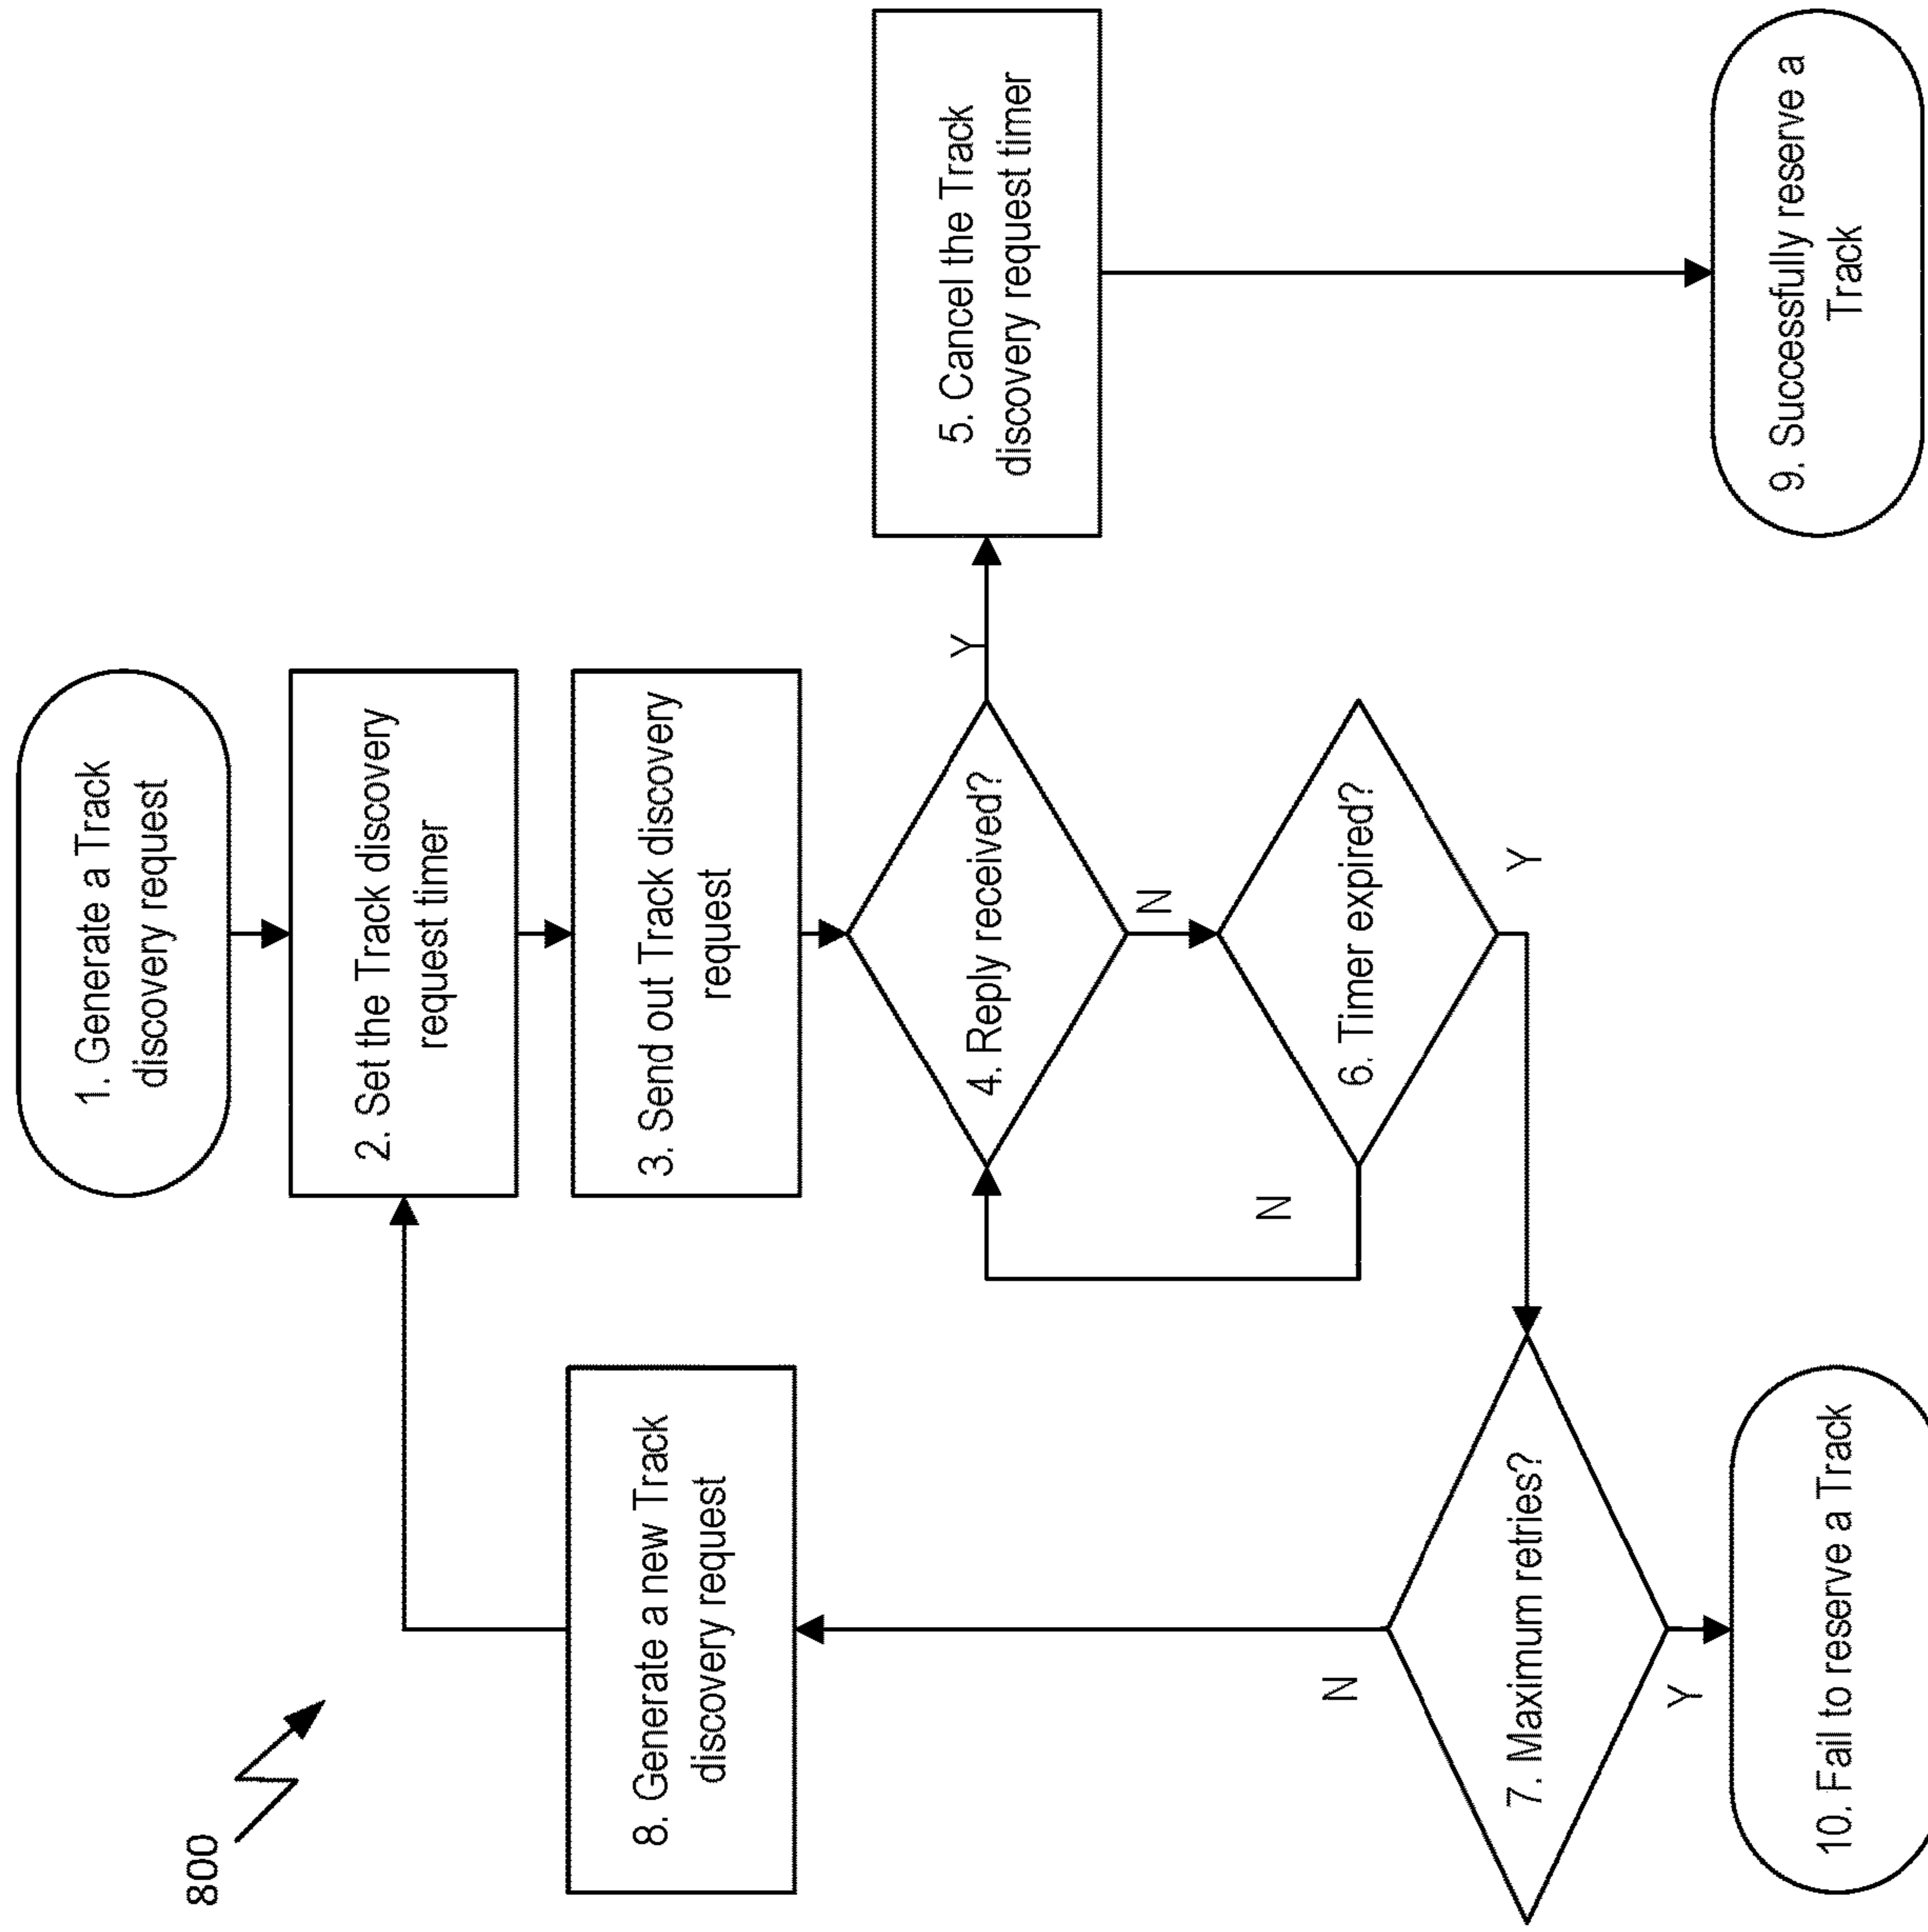 800
1. Generate a Track
discovery request
2. Set the Track discovery
request timer
3. Send out Track discovery
request
4. Reply received?
Y
N
5. Cancel the Track
discovery request timer
6. Timer expired?
N
Y
7. Maximum retries?
N
Y
8. Generate a new Track
discovery request
9. Successfully reserve a
Track
10. Fail to reserve a Track